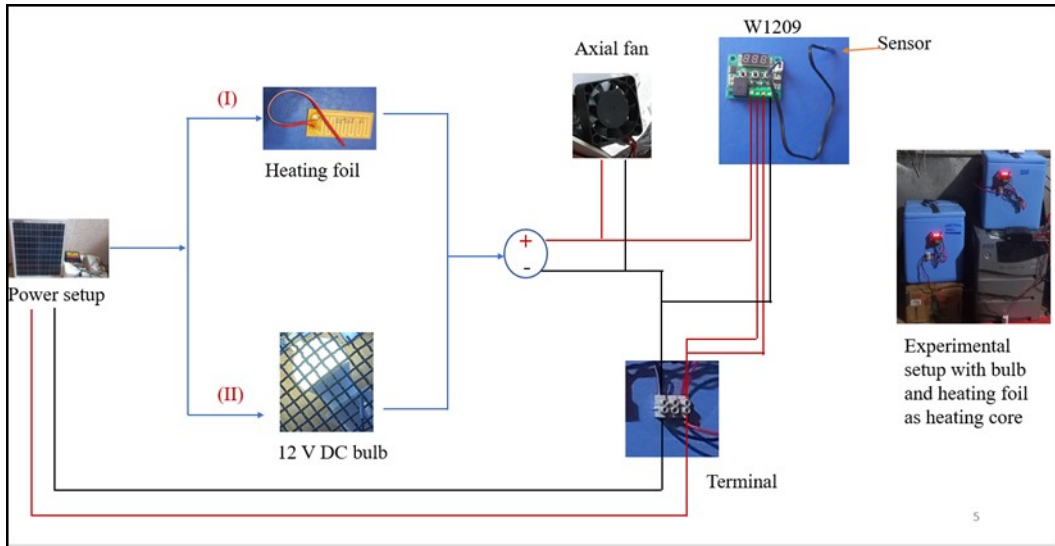 W1209
Axial fan
Sensor
(I)
Heating foil
+
-
Power setup
(II)
12 V DC bulb
Terminal
Experimental
setup with bulb
and heating foil
as heating core
5